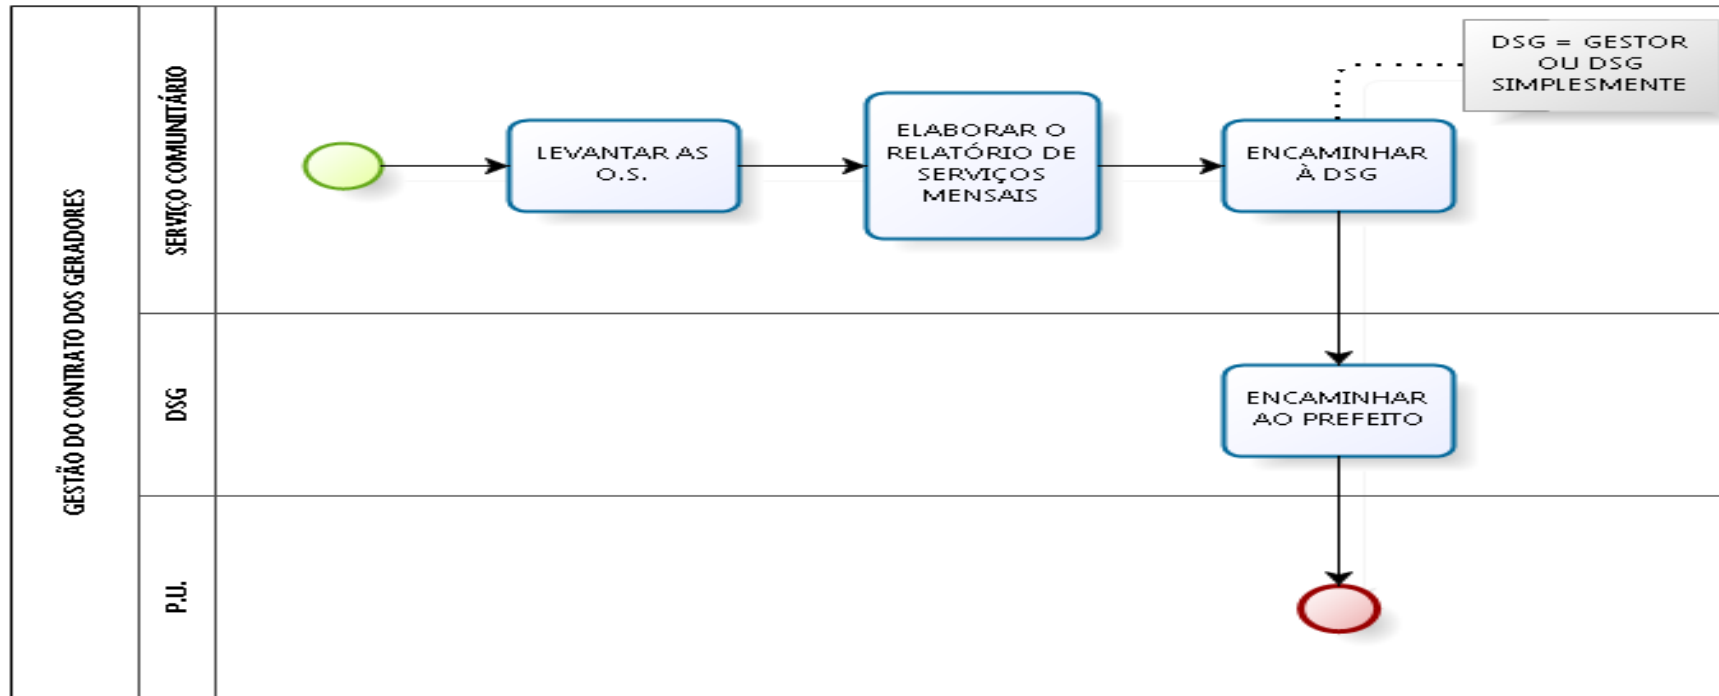 GESTÃO DO CONTRATO DOS GERADORES
SERVIÇO COMUNITÁRIO
LEVANTAR AS
O.S.
ELABORAR O
RELATÓRIO DE
SERVIÇOS
MENSAIS
ENCAMINHAR
À DSG
DSG = GESTOR
OU DSG
SIMPLESMENTE
DSG
ENCAMINHAR
AO PREFEITO
P.U.